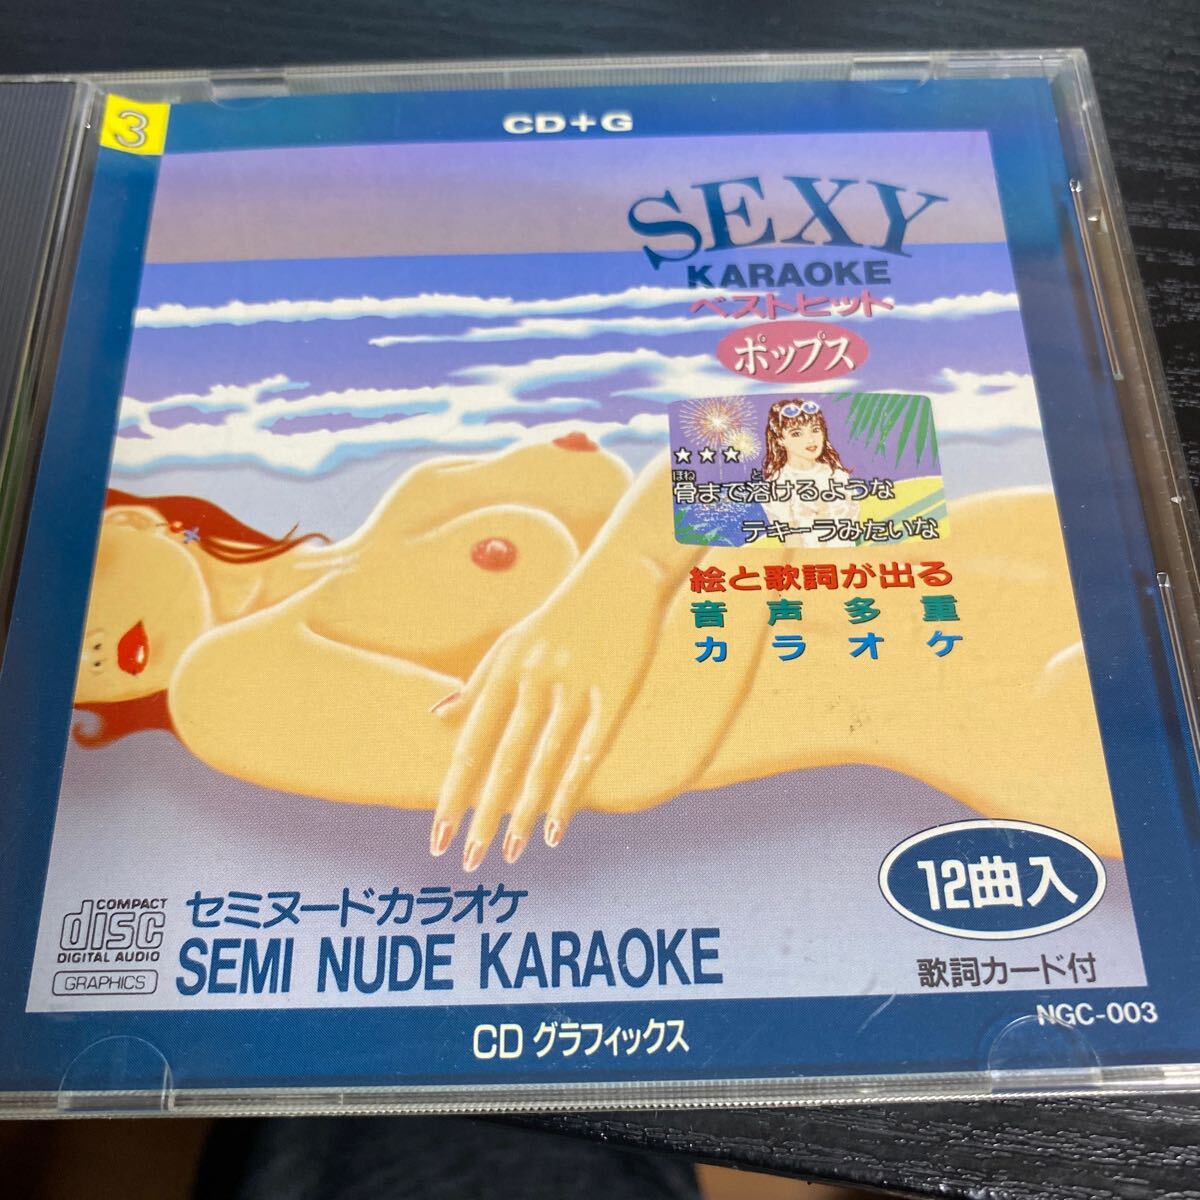 3
CD+G
SEXY
KARAOKE
ベストヒット
ポップス
★★★
ほね と
骨まで溶けるような
テキーラみたいな
絵と歌詞が出る
音声多重
カラオケ
12曲入
歌詞カード付
セミヌードカラオケ
SEMI NUDE KARAOKE
COMPACT
disc
DIGITAL AUDIO
GRAPHICS
NGC-003
CDグラフィックス